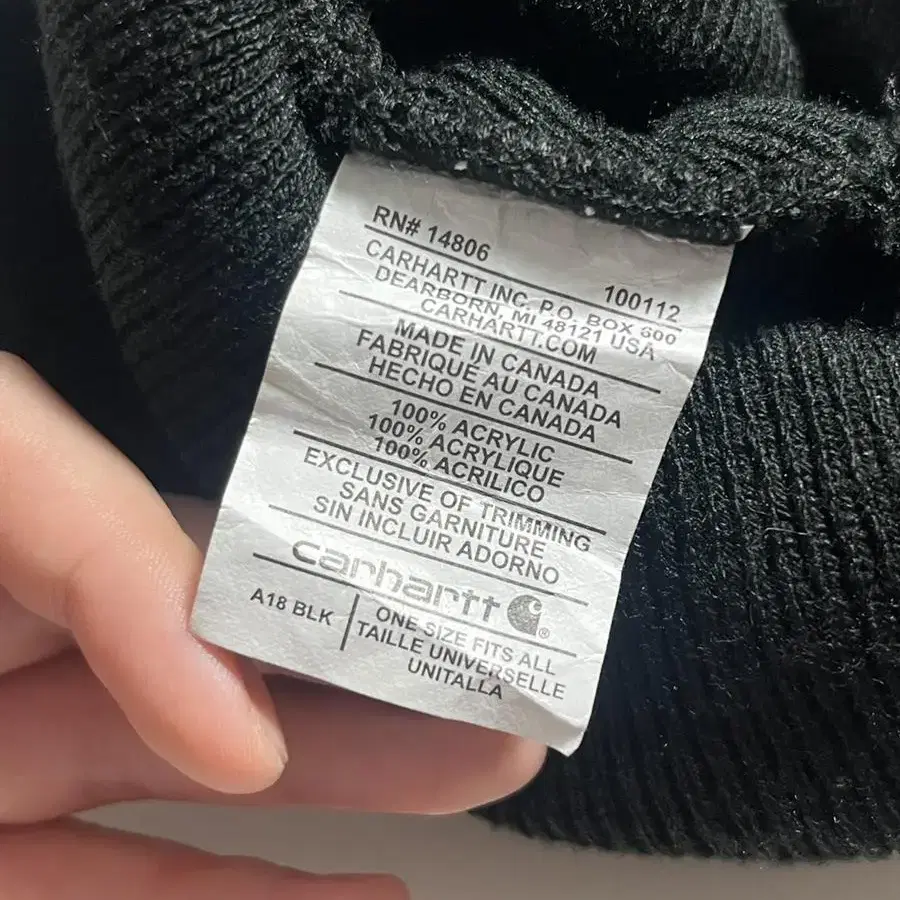 RN# 14806
100112
CARHARTT INC. P.O. BOX 600
DEARBORN, MI 48121 USA
CARHARTT.COM
MADE IN CANADA
FABRIQUE AU CANADA
HECHO EN CANADA
100% ACRYLIC
100% ACRYLIQUE
100% ACRILICO
EXCLUSIVE OF TRIMMING
SANS GARNITURE
SIN INCLUIR ADORNO
carhartt ®
A18 BLK
ONE SIZE FITS ALL
TAILLE UNIVERSELLE
UNITALLA